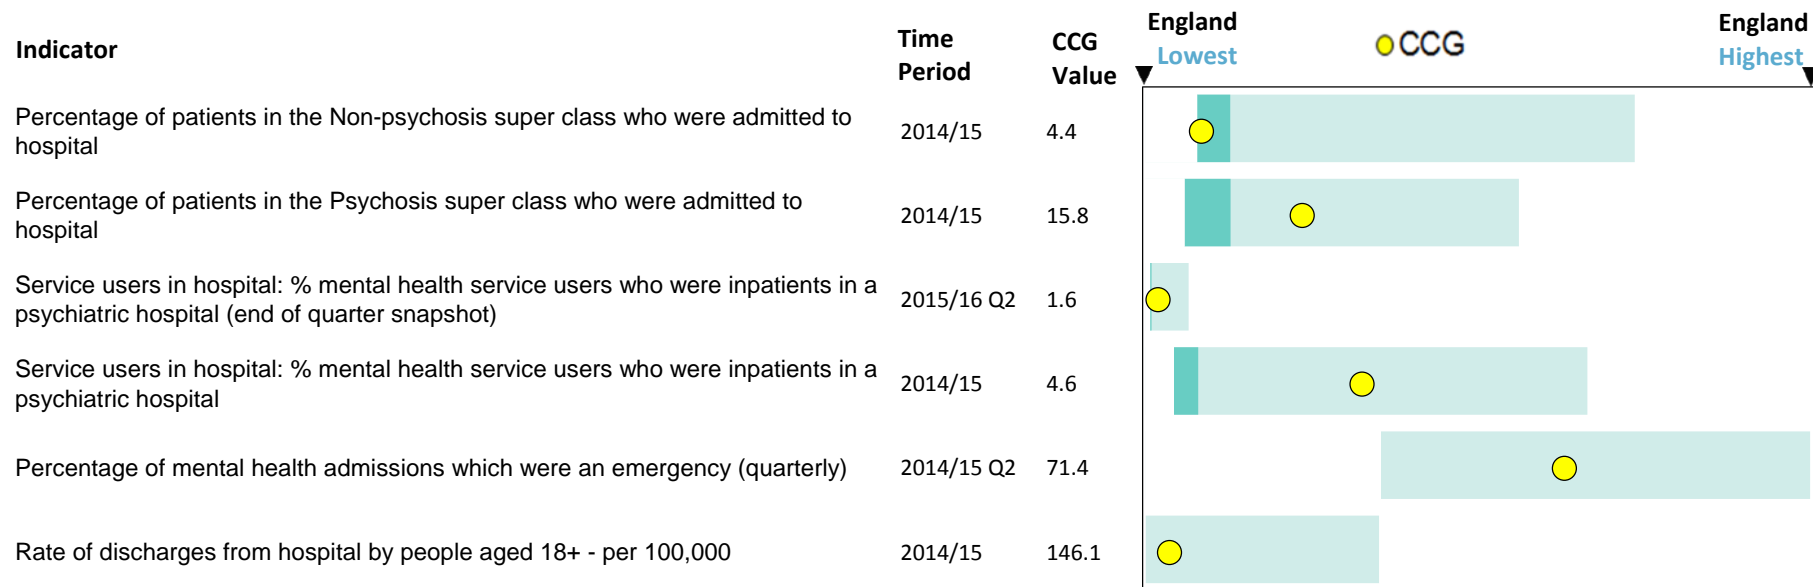 Indicator
Time
Period
CCG
Value
England
Lowest
CCG
England
Highest
Percentage of patients in the Non-psychosis super class who were admitted to
hospital
2014/15
4.4
Percentage of patients in the Psychosis super class who were admitted to
hospital
2014/15
15.8
Service users in hospital: % mental health service users who were inpatients in a
psychiatric hospital (end of quarter snapshot)
2015/16 Q2
1.6
Service users in hospital: % mental health service users who were inpatients in a
psychiatric hospital
2014/15
4.6
Percentage of mental health admissions which were an emergency (quarterly)
2014/15 Q2
71.4
Rate of discharges from hospital by people aged 18+ - per 100,000
2014/15
146.1